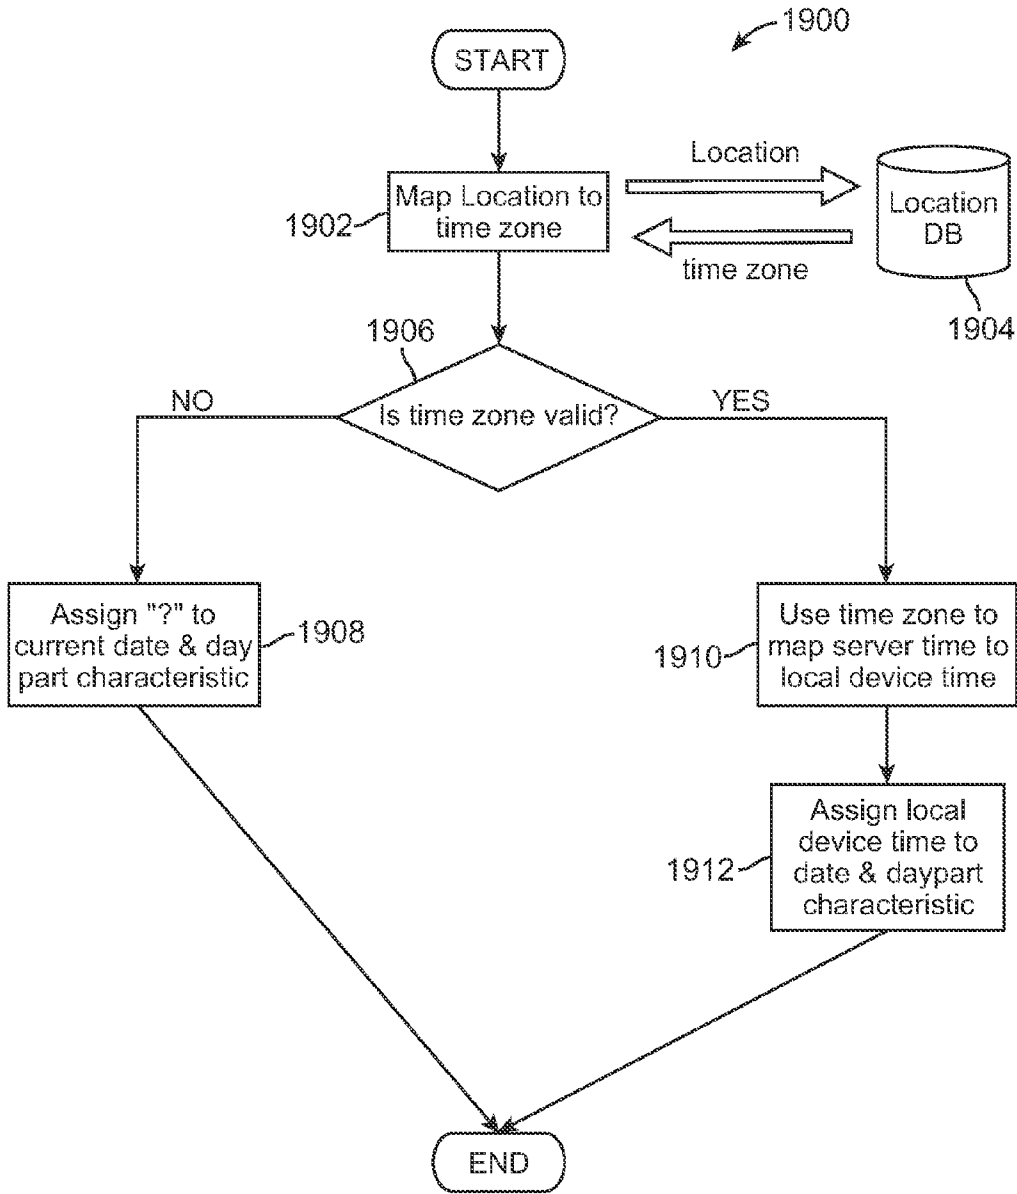 1900
START
Location
Map Location to
time zone
1902
Location
DB
time zone
1904
1906
NO
Is time zone valid?
YES
Assign "?" to
current date & day
part characteristic
1908
Use time zone to
map server time to
local device time
1910
Assign local
device time to
date & daypart
characteristic
1912
END